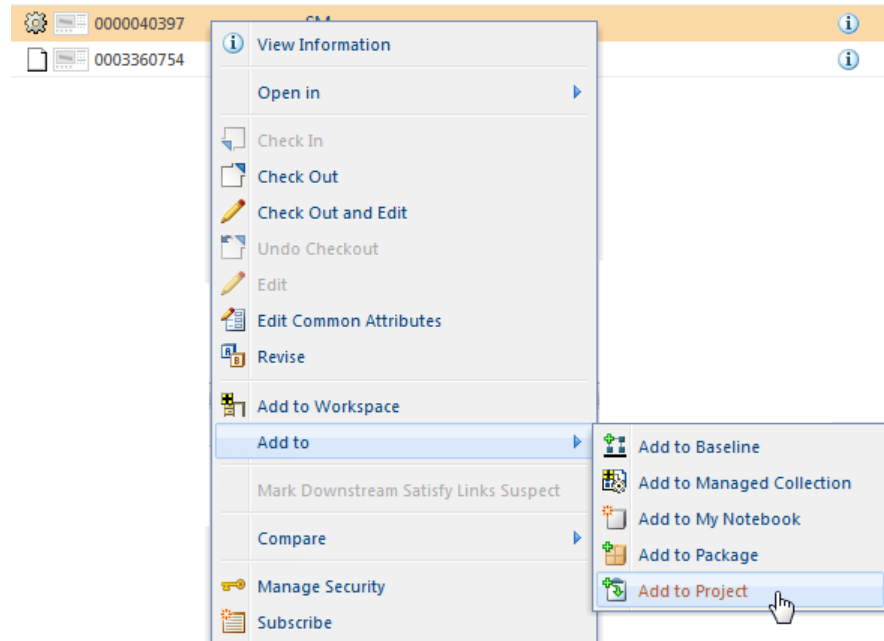 0000040397
0003360754
View Information
Open in
Check In
Check Out
Check Out and Edit
Undo Checkout
Edit
Edit Common Attributes
Revise
Add to Workspace
Add to
Mark Downstream Satisfy Links Suspect
Compare
Manage Security
Subscribe
Add to Baseline
Add to Managed Collection
Add to My Notebook
Add to Package
Add to Project